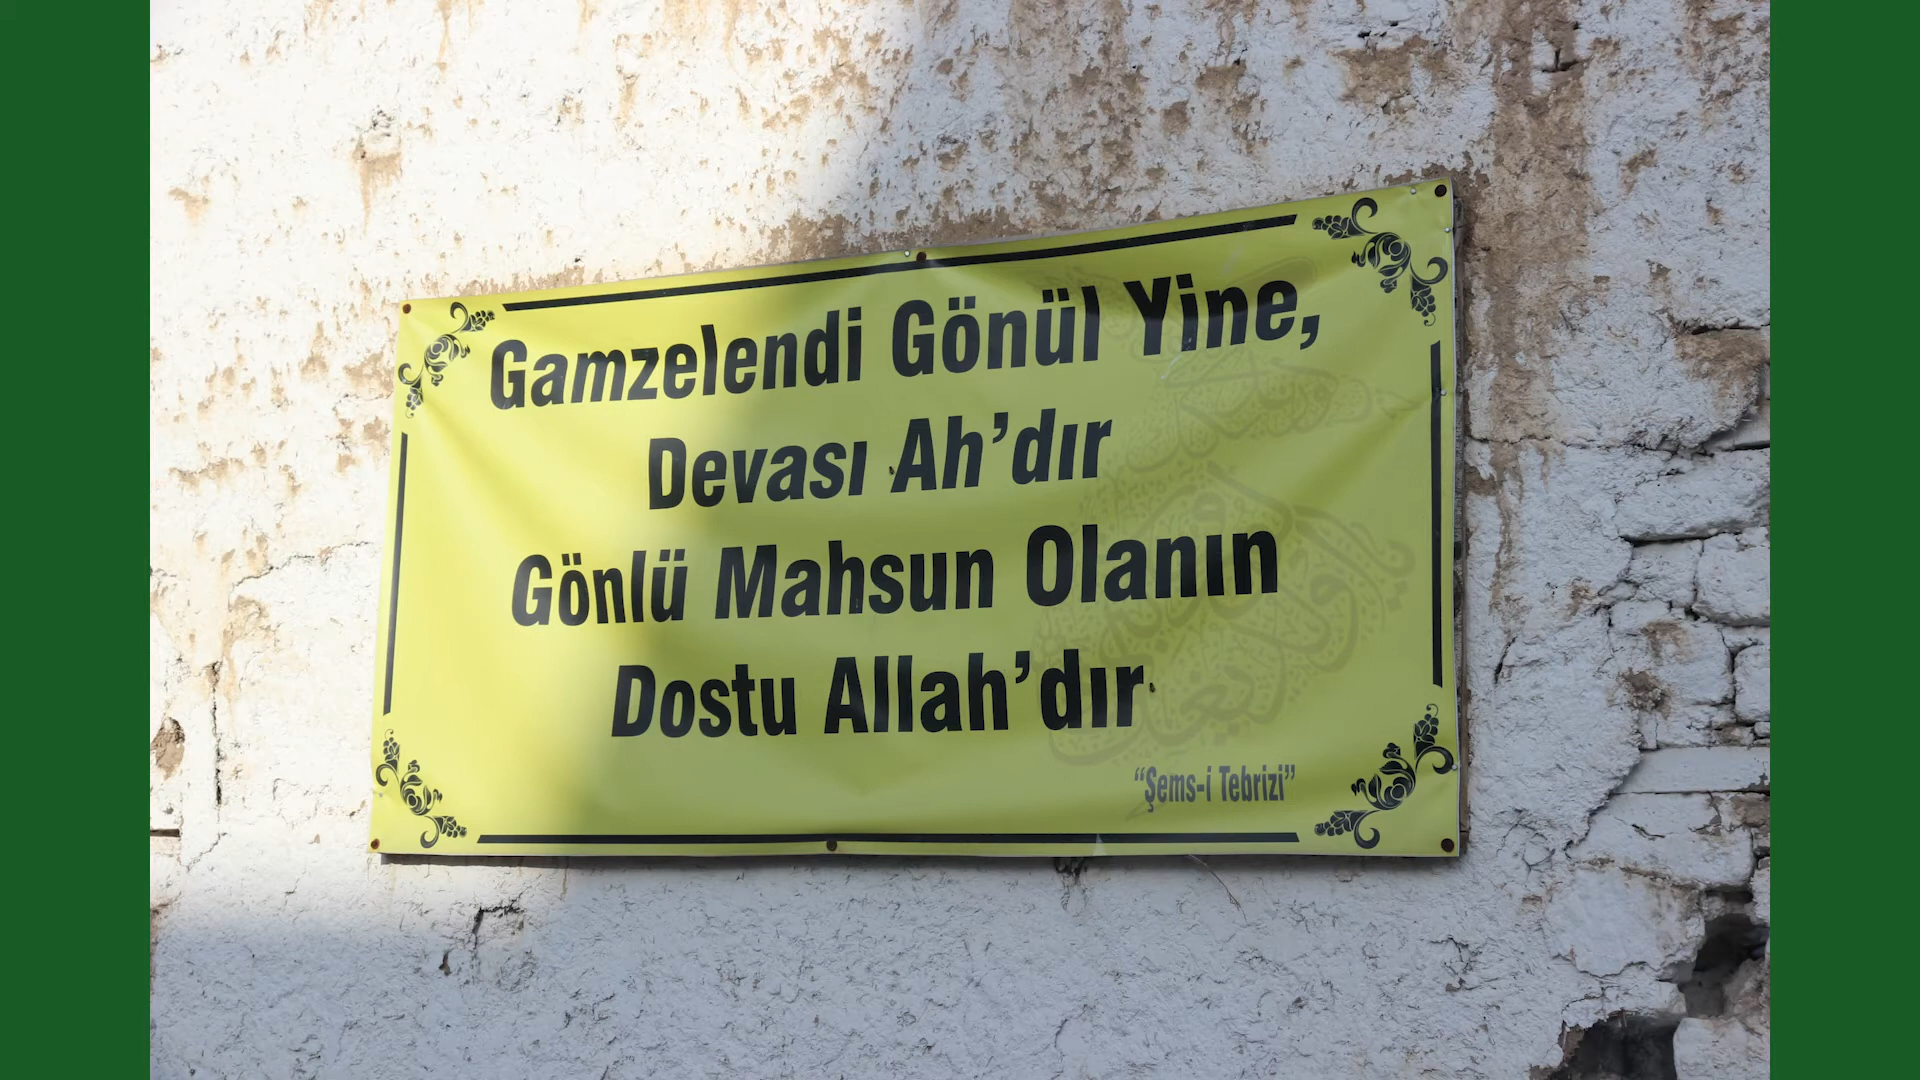 Gamzelendi Gönül Yine,
Devası Ah’dır
Gönlü Mahsun Olanın
Dostu Allah’dır
“Şems-i Tebrizi”